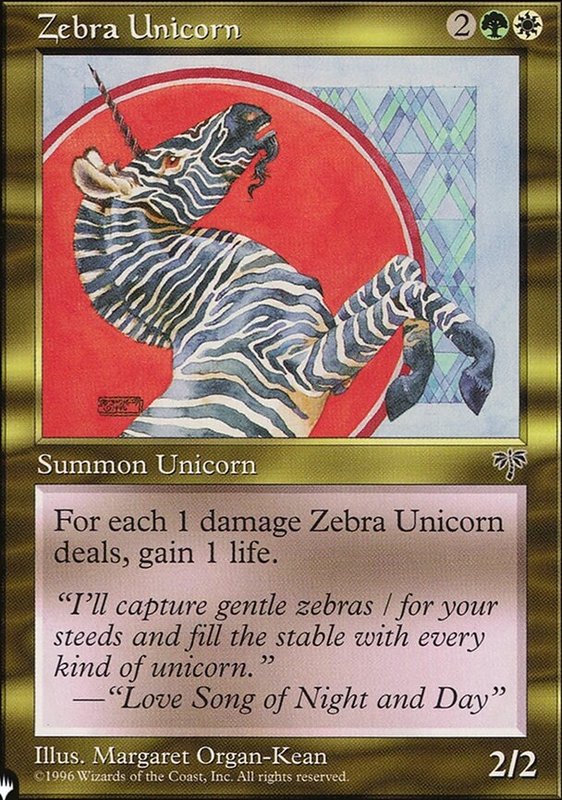 Zebra Unicorn 2
Summon Unicorn
For each 1 damage Zebra Unicorn
deals, gain 1 life.
“I'll capture gentle zebras / for your
steeds and fill the stable with every
kind of unicorn.”
—“Love Song of Night and Day”
Illus. Margaret Organ-Kean
©1996 Wizards of the Coast, Inc. All rights reserved.
2/2